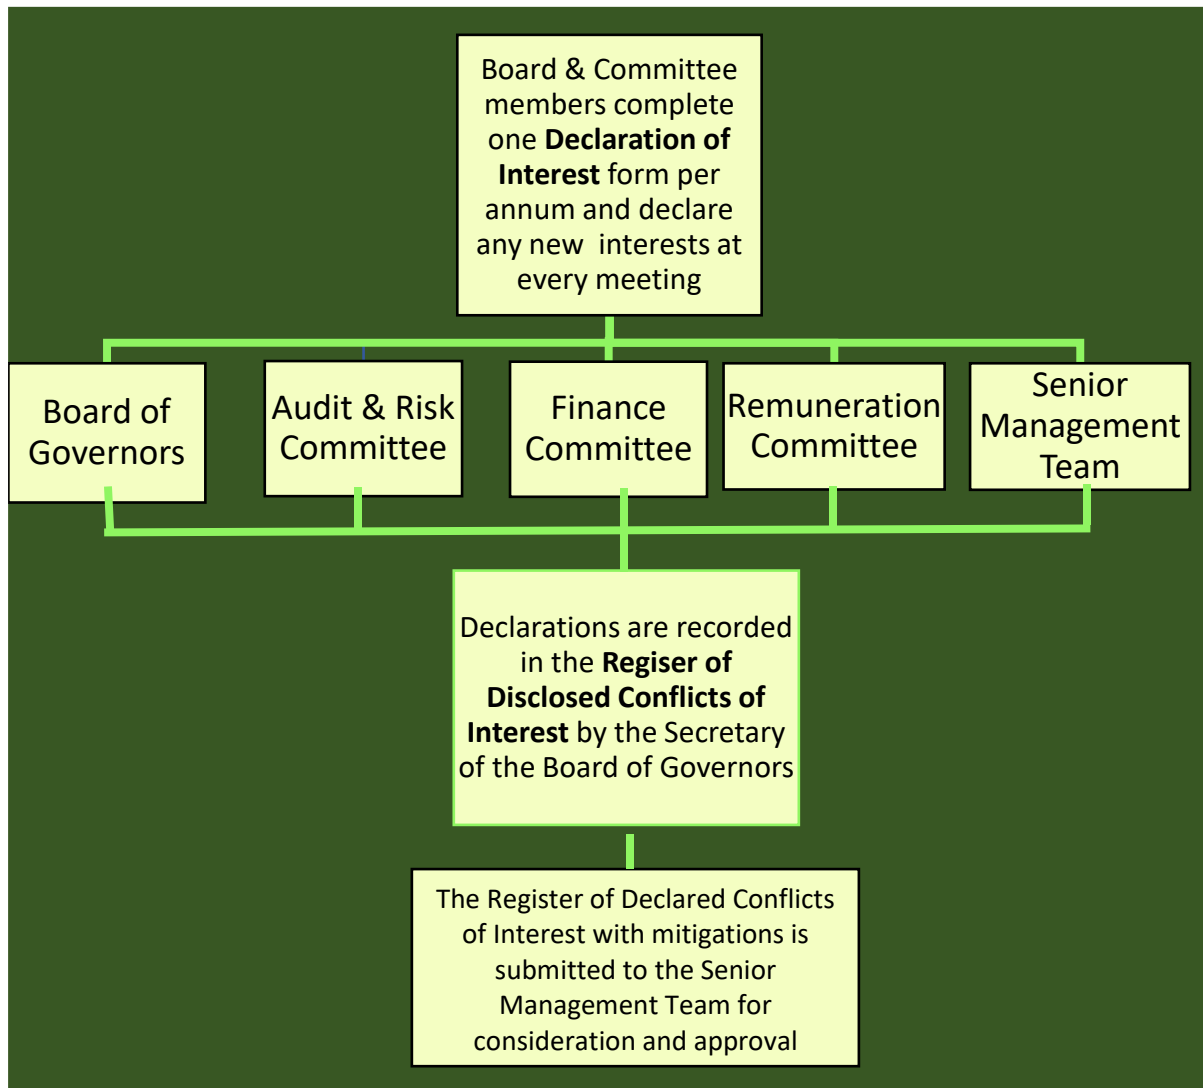 Board & Committee
members complete
one Declaration of
Interest form per
annum and declare
any new interests at
every meeting
Board of
Governors
Audit & Risk
Committee
Finance
Committee
Remuneration
Committee
Senior
Management
Team
Declarations are recorded
in the Regiser of
Disclosed Conflicts of
Interest by the Secretary
of the Board of Governors
The Register of Declared Conflicts
of Interest with mitigations is
submitted to the Senior
Management Team for
consideration and approval